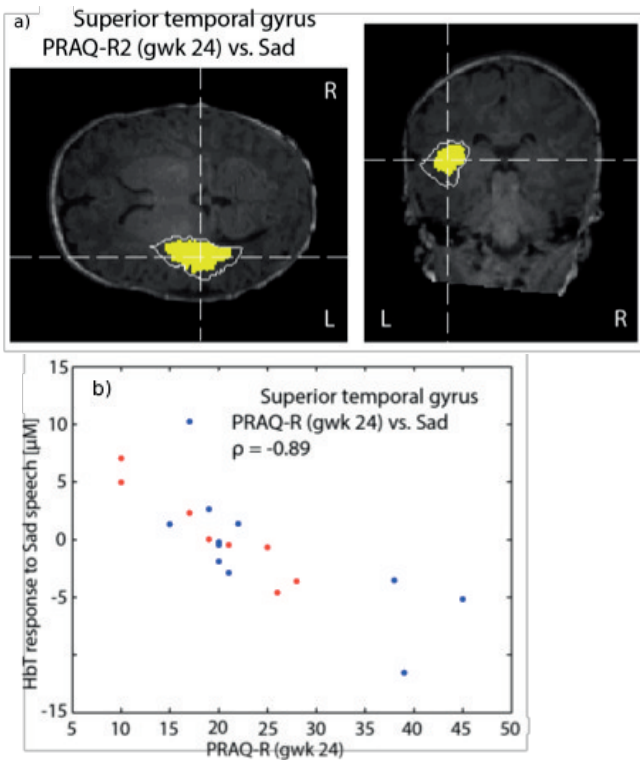 a)
Superior temporal gyrus
PRAQ-R2 (gwk 24) vs. Sad
R
L
L
R
b)
Superior temporal gyrus
PRAQ-R (gwk 24) vs. Sad
ρ = -0.89
HbT response to Sad speech [µM]
15
10
5
0
-5
-15
5 10 15 20 25 30 35 40 45 50
PRAQ-R (gwk 24)